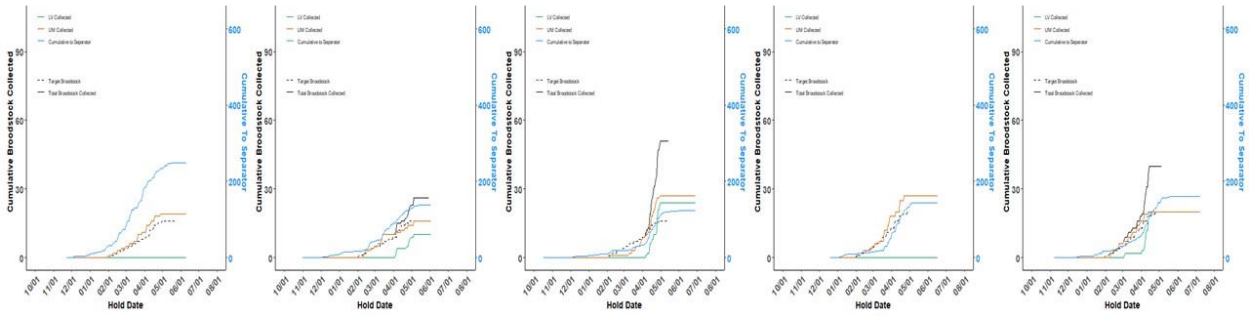 LV Collected
UM Collected
Cumulative to Separator
Target Broodstock
Total Broodstock Collected
Cumulative Broodstock Collected
90
60
30
0
Cumulative To Separator
600
400
200
0
10/01 11/01 12/01 01/01 02/01 03/01 04/01 05/01 06/01 08/01
Hold Date
LV Collected
UM Collected
Cumulative to Separator
Target Broodstock
Total Broodstock Collected
Cumulative Broodstock Collected
90
60
30
0
Cumulative To Separator
600
400
200
0
10/01 11/01 12/01 01/01 02/01 03/01 04/01 05/01 06/01 08/01
Hold Date
LV Collected
UM Collected
Cumulative to Separator
Target Broodstock
Total Broodstock Collected
Cumulative Broodstock Collected
90
60
30
0
Cumulative To Separator
600
400
200
0
10/01 11/01 12/01 01/01 02/01 03/01 04/01 05/01 06/01 08/01
Hold Date
LV Collected
UM Collected
Cumulative to Separator
Target Broodstock
Total Broodstock Collected
Cumulative Broodstock Collected
90
60
30
0
Cumulative To Separator
600
400
200
0
10/01 11/01 12/01 01/01 02/01 03/01 04/01 05/01 06/01 08/01
Hold Date
LV Collected
UM Collected
Cumulative to Separator
Target Broodstock
Total Broodstock Collected
Cumulative Broodstock Collected
90
60
30
0
Cumulative To Separator
600
400
200
0
10/01 11/01 12/01 01/01 02/01 03/01 04/01 05/01 06/01 08/01
Hold Date